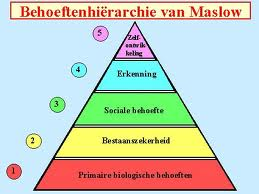 Behoeftenhiërarchie van Maslow
5
Zelf-
ontwik
keling
4
Erkenning
3
Sociale behoefte
2
Bestaanszekerheid
1
Primaire biologische behoeften